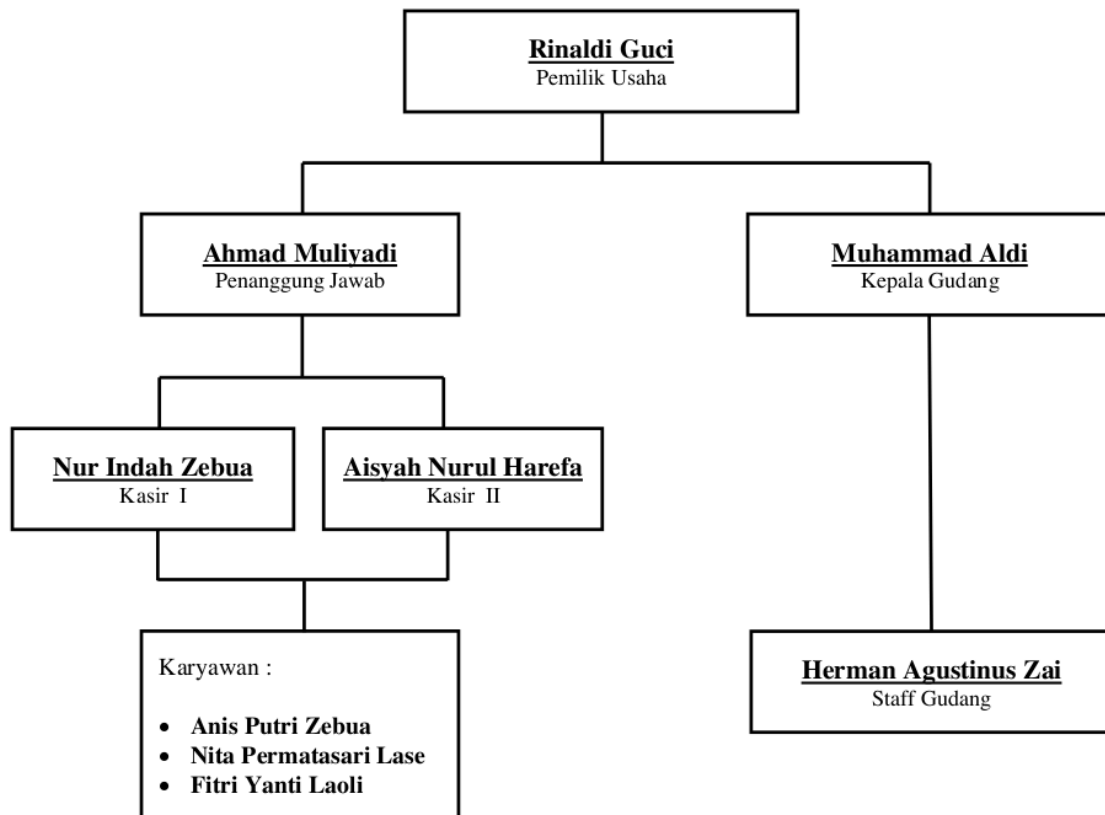 Rinaldi Guci
Pemilik Usaha
Ahmad Muliyadi
Penanggung Jawab
Muhammad Aldi
Kepala Gudang
Nur Indah Zebua
Kasir I
Aisyah Nurul Harefa
Kasir II
Karyawan :
• Anis Putri Zebua
• Nita Permatasari Lase
• Fitri Yanti Laoli
Herman Agustinus Zai
Staff Gudang